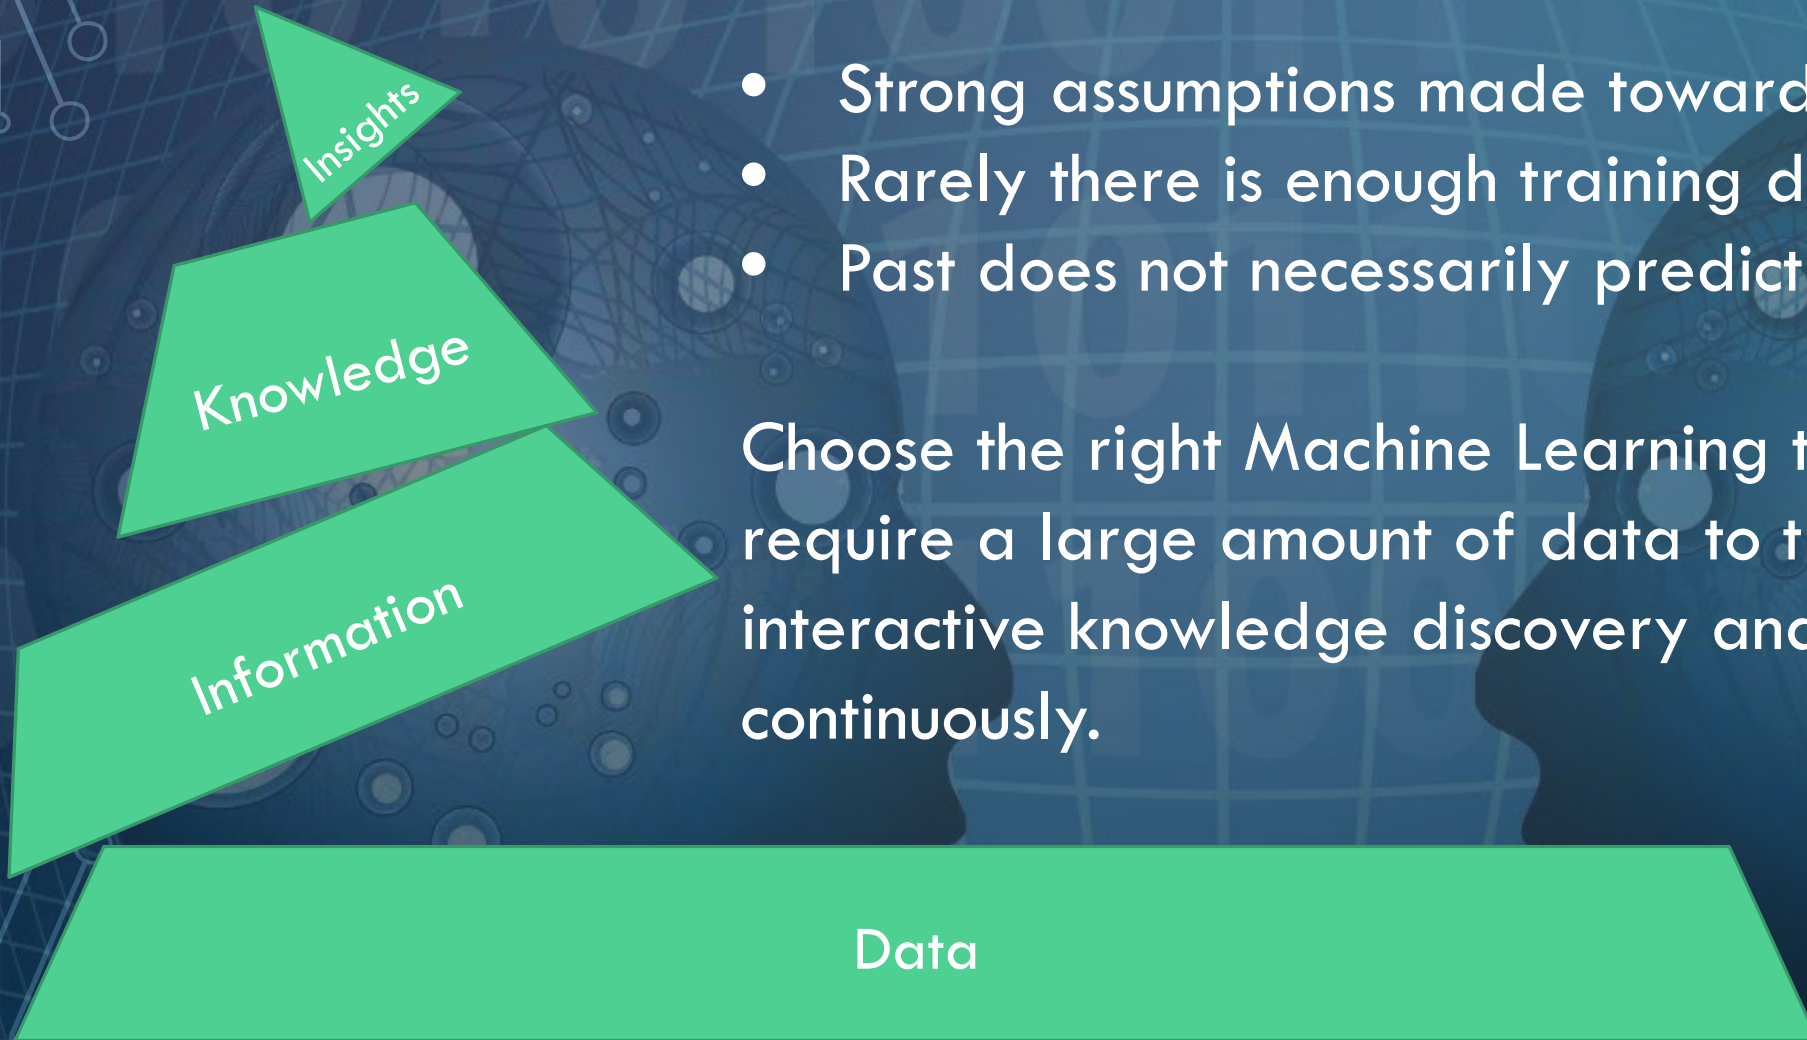 Insights
Knowledge
Information
Data
• Strong assumptions made toward
• Rarely there is enough training d
• Past does not necessarily predict
Choose the right Machine Learning t
require a large amount of data to t
interactive knowledge discovery and
continuously.